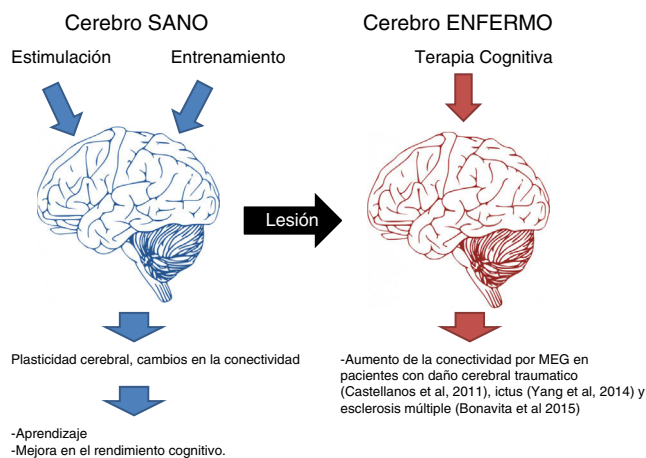 Cerebro SANO
Cerebro ENFERMO
Estimulación
Entrenamiento
Terapia Cognitiva
Lesión
Plasticidad cerebral, cambios en la conectividad
-Aumento de la conectividad por MEG en
pacientes con daño cerebral traumatico
(Castellanos et al, 2011), ictus (Yang et al, 2014) y
esclerosis múltiple (Bonavita et al 2015)
-Aprendizaje
-Mejora en el rendimiento cognitivo.